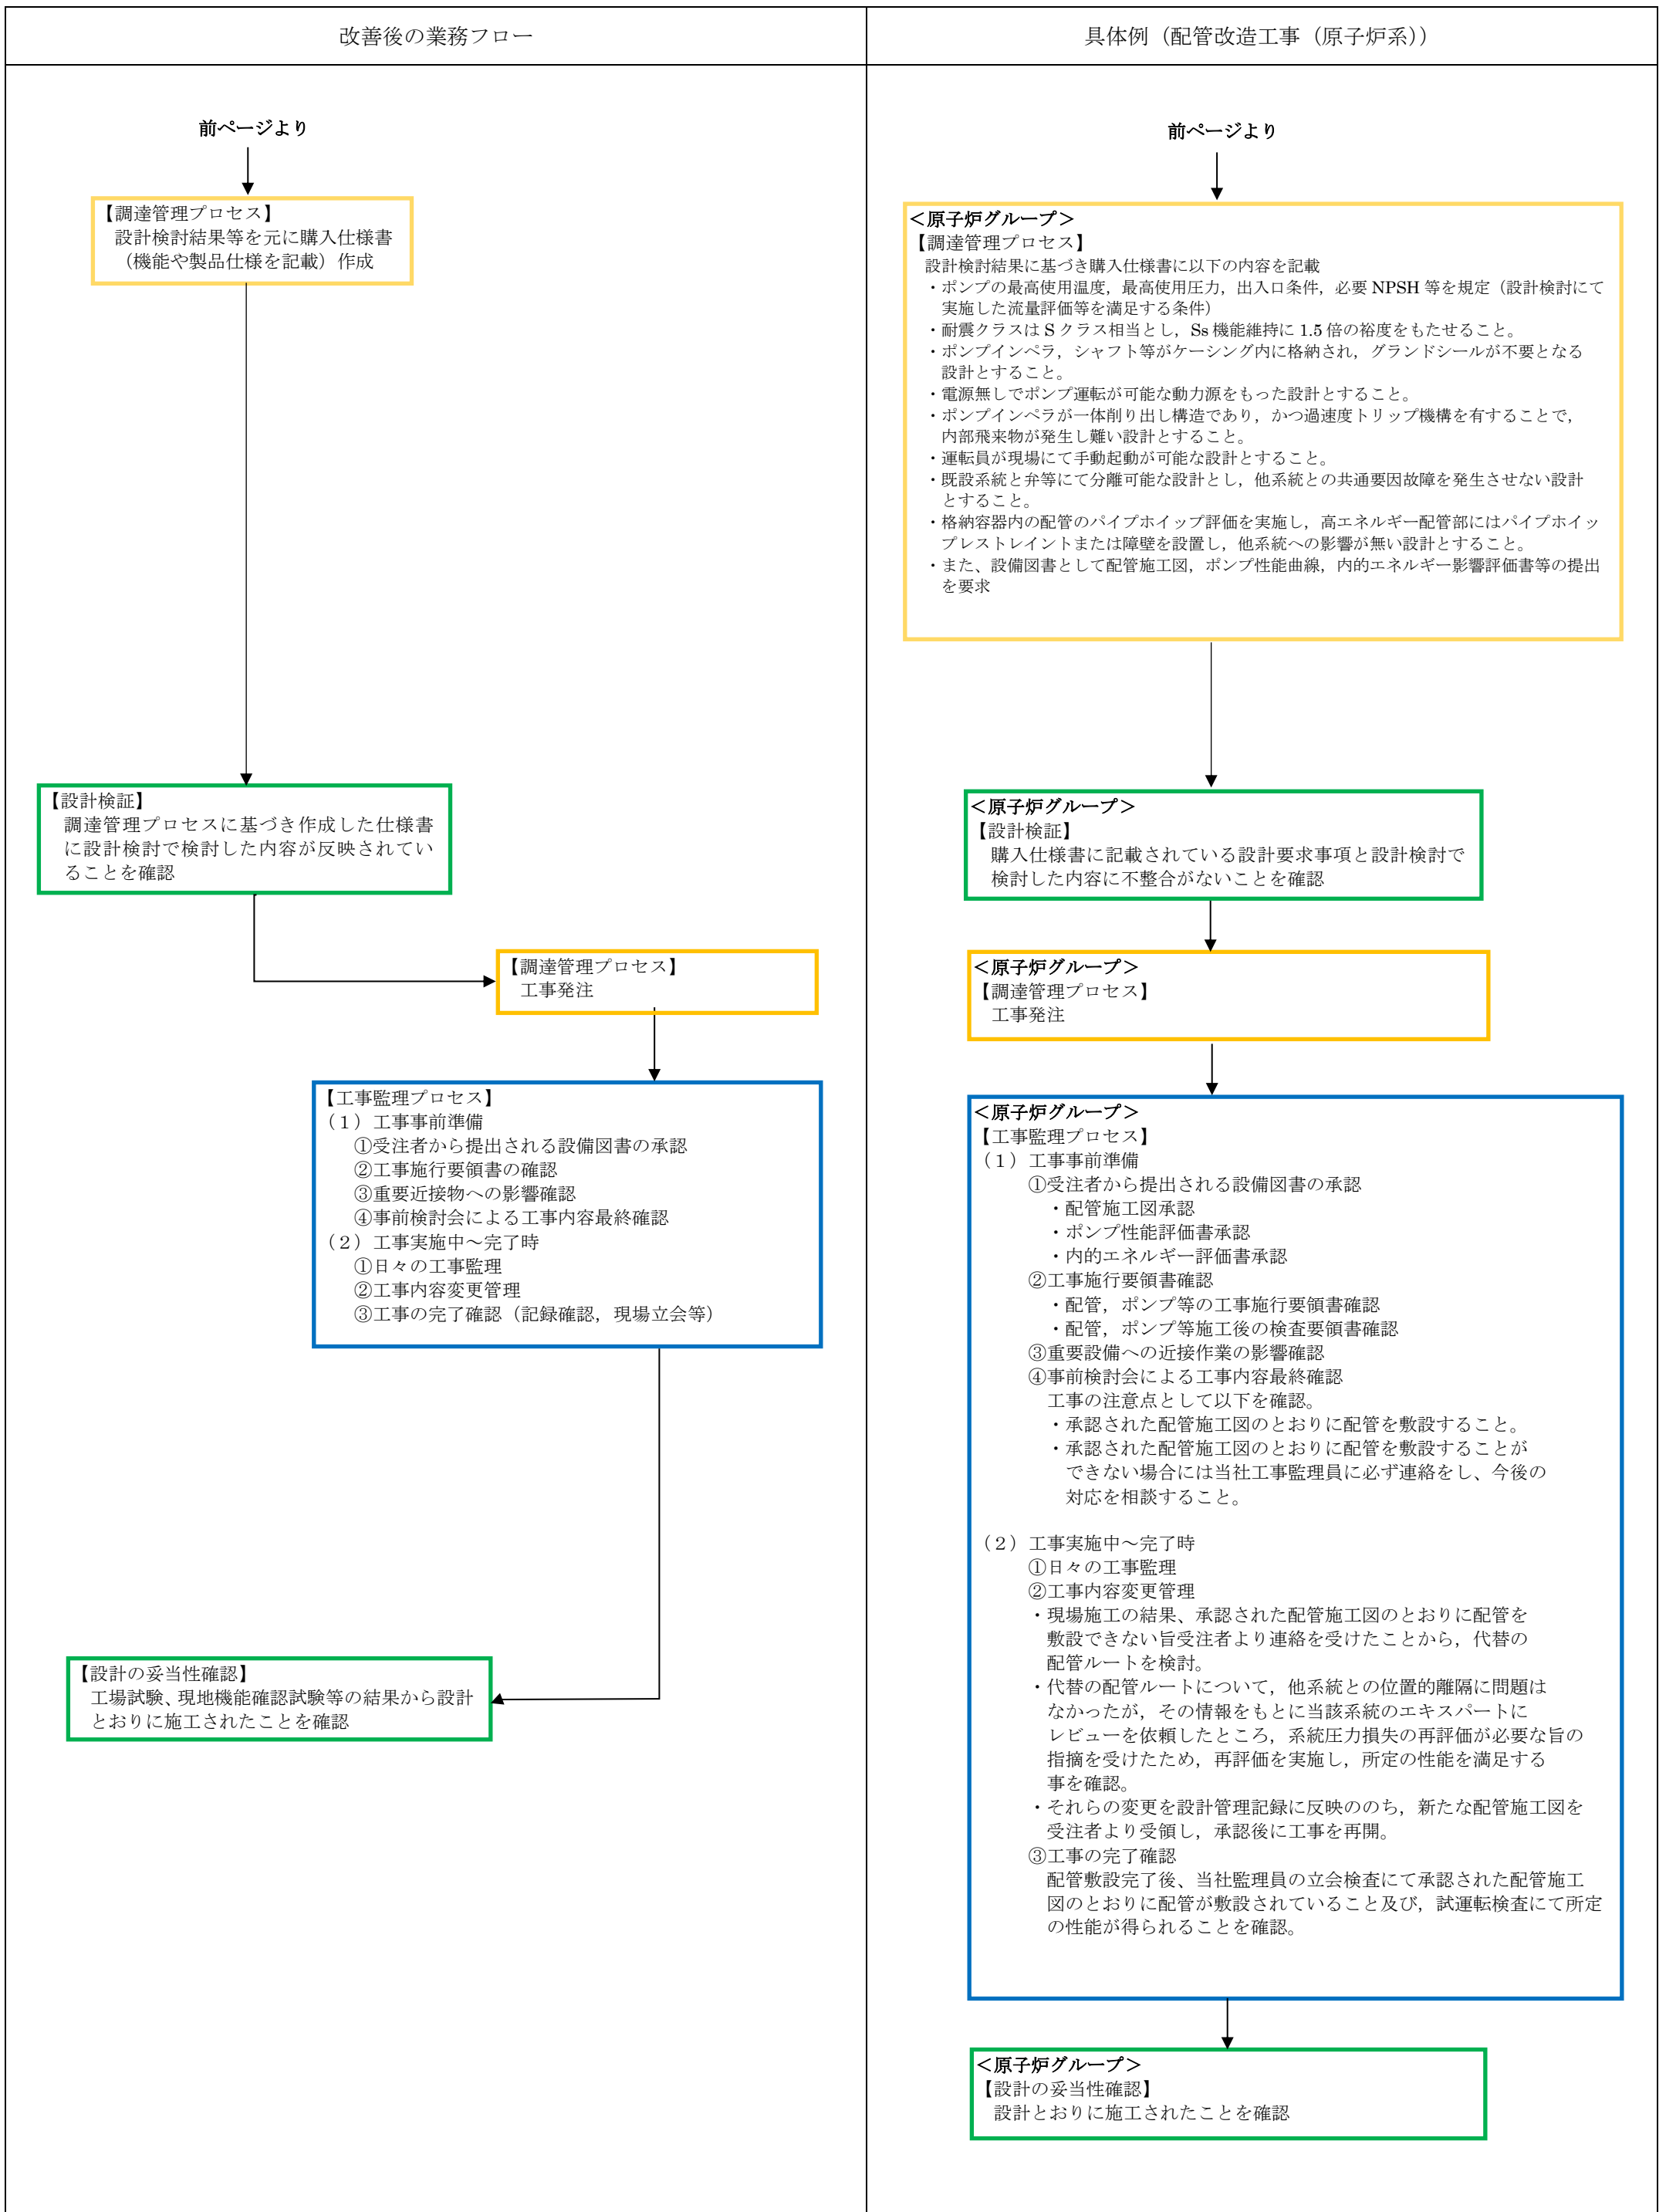 改善後の業務フロー
前ページより
【調達管理プロセス】
設計検討結果等を元に購入仕様書
（機能や製品仕様を記載）作成
【設計検証】
調達管理プロセスに基づき作成した仕様書
に設計検討で検討した内容が反映されてい
ることを確認
【調達管理プロセス】
工事発注
【工事監理プロセス】
（１）工事事前準備
①受注者から提出される設備図書の承認
②工事施行要領書の確認
③重要近接物への影響確認
④事前検討会による工事内容最終確認
（２）工事実施中～完了時
①日々の工事監理
②工事内容変更管理
③工事の完了確認（記録確認，現場立会等）
【設計の妥当性確認】
工場試験、現地機能確認試験等の結果から設計
とおりに施工されたことを確認
具体例（配管改造工事（原子炉系））
前ページより
＜原子炉グループ＞
【調達管理プロセス】
設計検討結果に基づき購入仕様書に以下の内容を記載
・ポンプの最高使用温度，最高使用圧力，出入口条件，必要 NPSH 等を規定（設計検討にて
実施した流量評価等を満足する条件）
・耐震クラスは S クラス相当とし，Ss 機能維持に 1.5 倍の裕度をもたせること。
・ポンプインペラ，シャフト等がケーシング内に格納され，グランドシールが不要となる
設計とすること。
・電源無しでポンプ運転が可能な動力源をもった設計とすること。
・ポンプインペラが一体削り出し構造であり，かつ過速度トリップ機構を有することで，
内部飛来物が発生し難い設計とすること。
・運転員が現場にて手動起動が可能な設計とすること。
・既設系統と弁等にて分離可能な設計とし，他系統との共通要因故障を発生させない設計
とすること。
・格納容器内の配管のパイプホイップ評価を実施し，高エネルギー配管部にはパイプホイッ
プレストレイントまたは障壁を設置し，他系統への影響が無い設計とすること。
・また、設備図書として配管施工図，ポンプ性能曲線，内的エネルギー影響評価書等の提出
を要求
＜原子炉グループ＞
【設計検証】
購入仕様書に記載されている設計要求事項と設計検討で
検討した内容に不整合がないことを確認
＜原子炉グループ＞
【調達管理プロセス】
工事発注
＜原子炉グループ＞
【工事監理プロセス】
（１）工事事前準備
①受注者から提出される設備図書の承認
・配管施工図承認
・ポンプ性能評価書承認
・内的エネルギー評価書承認
②工事施行要領書確認
・配管，ポンプ等の工事施行要領書確認
・配管，ポンプ等施工後の検査要領書確認
③重要設備への近接作業の影響確認
④事前検討会による工事内容最終確認
工事の注意点として以下を確認。
・承認された配管施工図のとおりに配管を敷設すること。
・承認された配管施工図のとおりに配管を敷設することが
できない場合には当社工事監理員に必ず連絡をし、今後の
対応を相談すること。
（２）工事実施中～完了時
①日々の工事監理
②工事内容変更管理
・現場施工の結果、承認された配管施工図のとおりに配管を
敷設できない旨受注者より連絡を受けたことから，代替の
配管ルートを検討。
・代替の配管ルートについて，他系統との位置的離隔に問題は
なかったが，その情報をもとに当該系統のエキスパートに
レビューを依頼したところ，系統圧力損失の再評価が必要な旨の
指摘を受けたため，再評価を実施し，所定の性能を満足する
事を確認。
・それらの変更を設計管理記録に反映ののち，新たな配管施工図を
受注者より受領し，承認後に工事を再開。
③工事の完了確認
配管敷設完了後、当社監理員の立会検査にて承認された配管施工
図のとおりに配管が敷設されていること及び，試運転検査にて所定
の性能が得られることを確認。
＜原子炉グループ＞
【設計の妥当性確認】
設計とおりに施工されたことを確認